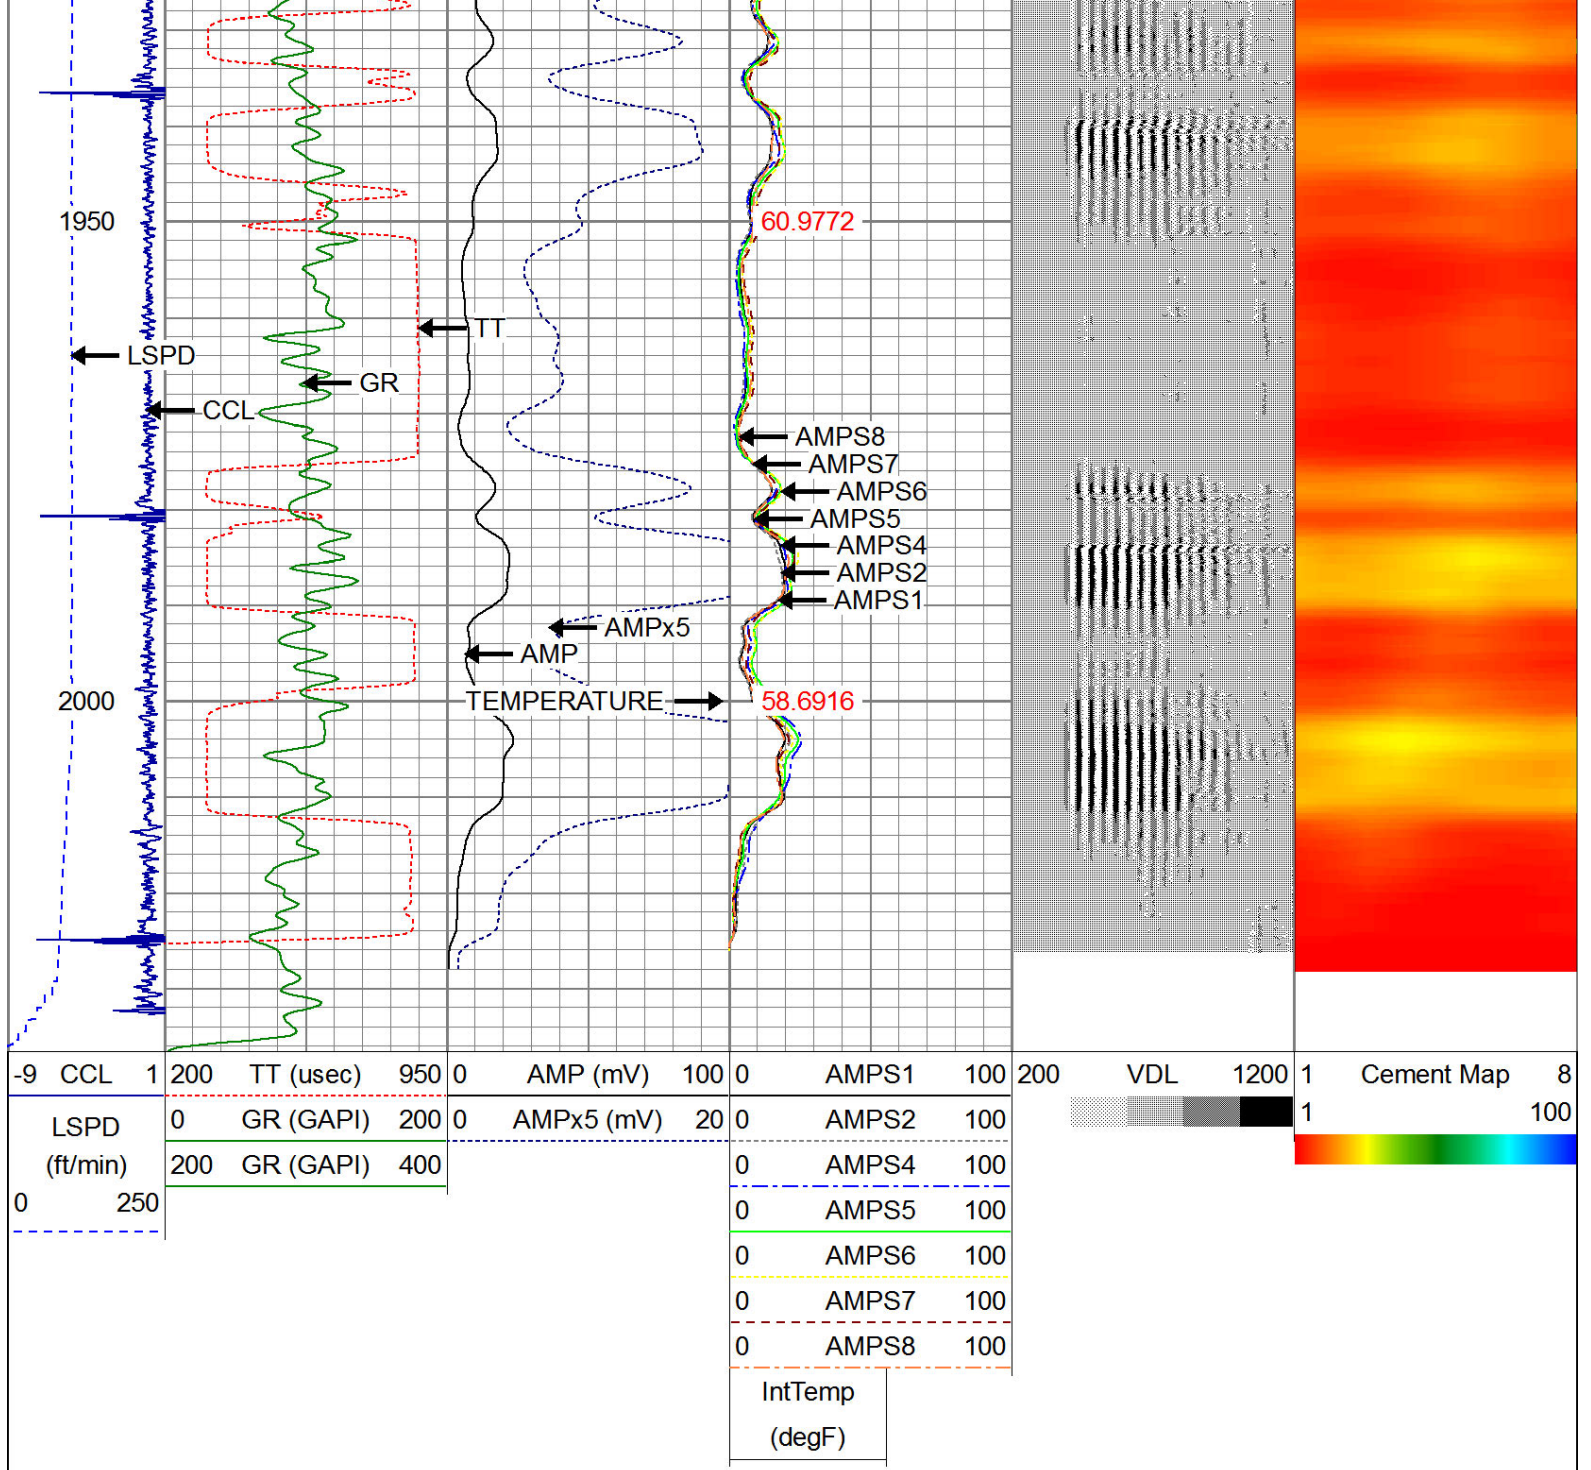 1950
60.9772
TT
LSPD
GR
CCL
AMPS8
AMPS7
AMPS6
AMPS5
AMPS4
AMPS2
AMPS1
AMPx5
AMP
2000
TEMPERATURE
58.6916
-9 CCL 1
200 TT (usec) 950
0 AMP (mV) 100
0 AMPS1 100
200 VDL 1200
1 Cement Map 8
LSPD
(ft/min)
0 250
0 GR (GAPI) 200
0 AMPx5 (mV) 20
0 AMPS2 100
1 100
200 GR (GAPI) 400
0 AMPS4 100
0 AMPS5 100
0 AMPS6 100
0 AMPS7 100
0 AMPS8 100
IntTemp
(degF)